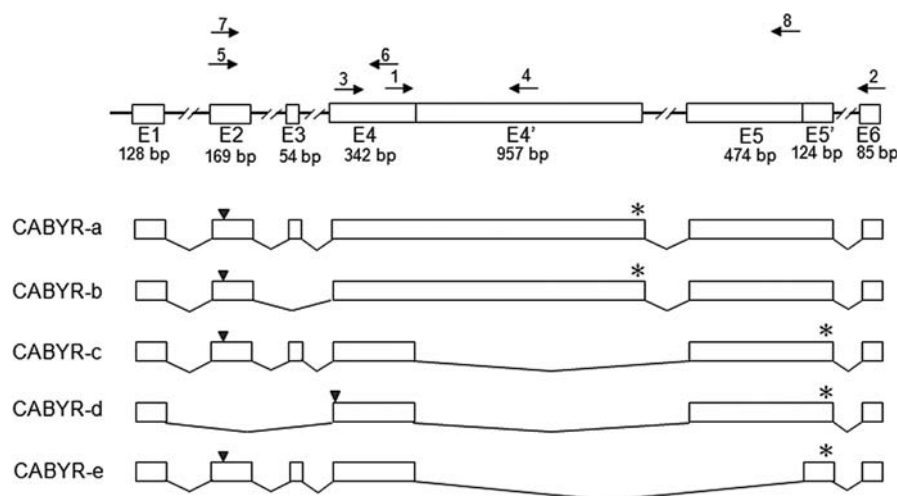 7 8
5 6
3 1 4 2
E1 E2 E3 E4 E4' E5 E5' E6
128 bp 169 bp 54 bp 342 bp 957 bp 474 bp 124 bp 85 bp
*
CABYR-a
*
CABYR-b
*
CABYR-c
*
CABYR-d
*
CABYR-e